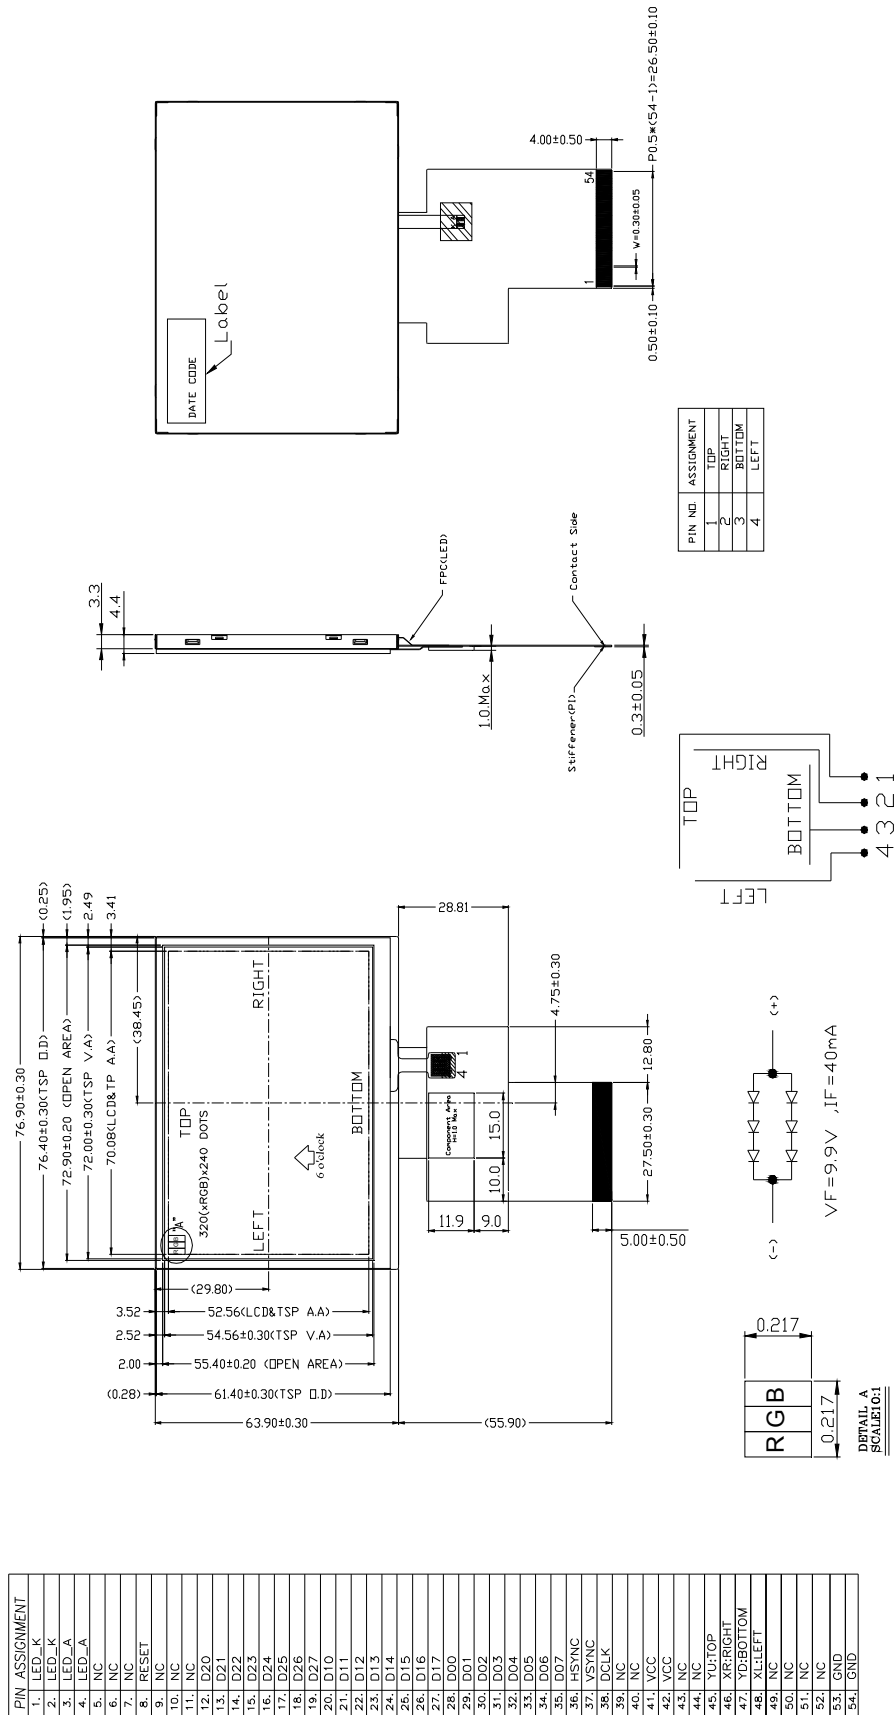 PIN ASSIGNMENT
1. LED_K
2. LED_K
3. LED_A
4. LED_A
5. NC
6. NC
7. NC
8. RESET
9. NC
10. NC
11. NC
12. D20
13. D21
14. D22
15. D23
16. D24
17. D25
18. D26
19. D27
20. D10
21. D11
22. D12
23. D13
24. D14
25. D15
26. D16
27. D17
28. D00
29. D01
30. D02
31. D03
32. D04
33. D05
34. D06
35. D07
36. HSYNC
37. VSYNC
38. DCLK
39. NC
40. NC
41. VCC
42. VCC
43. NC
44. NC
45. YU:TOP
46. XR:RIGHT
47. YD:BOTTOM
48. XL:LEFT
49. NC
50. NC
51. NC
52. NC
53. GND
54. GND
76.90±0.30
76.40±0.30(TSP O.D)
72.90±0.20 (OPEN AREA)
72.00±0.30(TSP V.A)
70.08(LCD&TP A.A)
(0.25)
(1.95)
2.49
3.41
(38.45)
"A"
RGB
TOP
320(xRGB)x240 DOTS
LEFT
RIGHT
BOTTOM
6 o'clock
(29.80)
3.52
52.56(LCD&TSP A.A)
2.52
54.56±0.30(TSP V.A)
2.00
55.40±0.20 (OPEN AREA)
(0.28)
61.40±0.30(TSP O.D)
63.90±0.30
(55.90)
28.81
4.75±0.30
4 1
Component Area
H=1.0 Max
15.0
10.0
11.9
9.0
12.80
27.50±0.30
5.00±0.50
3.3
4.4
FPC(LED)
1.0.Max
Contact Side
Stiffener(PI)
0.3±0.05
DATE CODE
Label
4.00±0.50
54
1
P0.5*(54-1)=26.50±0.10
W=0.30±0.05
0.50±0.10
PIN NO. ASSIGNMENT
1 TOP
2 RIGHT
3 BOTTOM
4 LEFT
RIGHT
TOP
BOTTOM
LEFT
4 3 2 1
(-)
(+)
VF=9.9V ,IF=40mA
0.217
R G B
0.217
DETAIL A
SCALE10:1